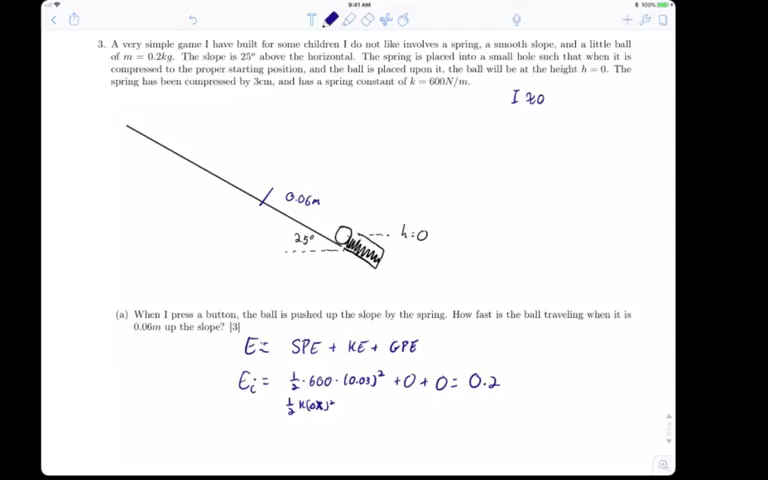 9:41 AM
100%
3. A very simple game I have built for some children I do not like involves a spring, a smooth slope, and a little ball
of m = 0.2kg. The slope is 25° above the horizontal. The spring is placed into a small hole such that when it is
compressed to the proper starting position, and the ball is placed upon it, the ball will be at the height h = 0. The
spring has been compressed by 3cm, and has a spring constant of k = 600N/m.
I ≈ 0
0.06m
25°
h=0
(a) When I press a button, the ball is pushed up the slope by the spring. How fast is the ball traveling when it is
0.06m up the slope? [3]
E = SPE + KE + GPE
Ei = ½ · 600 · (0.03)² + 0 + 0 = 0.2
½ K(Δx)²